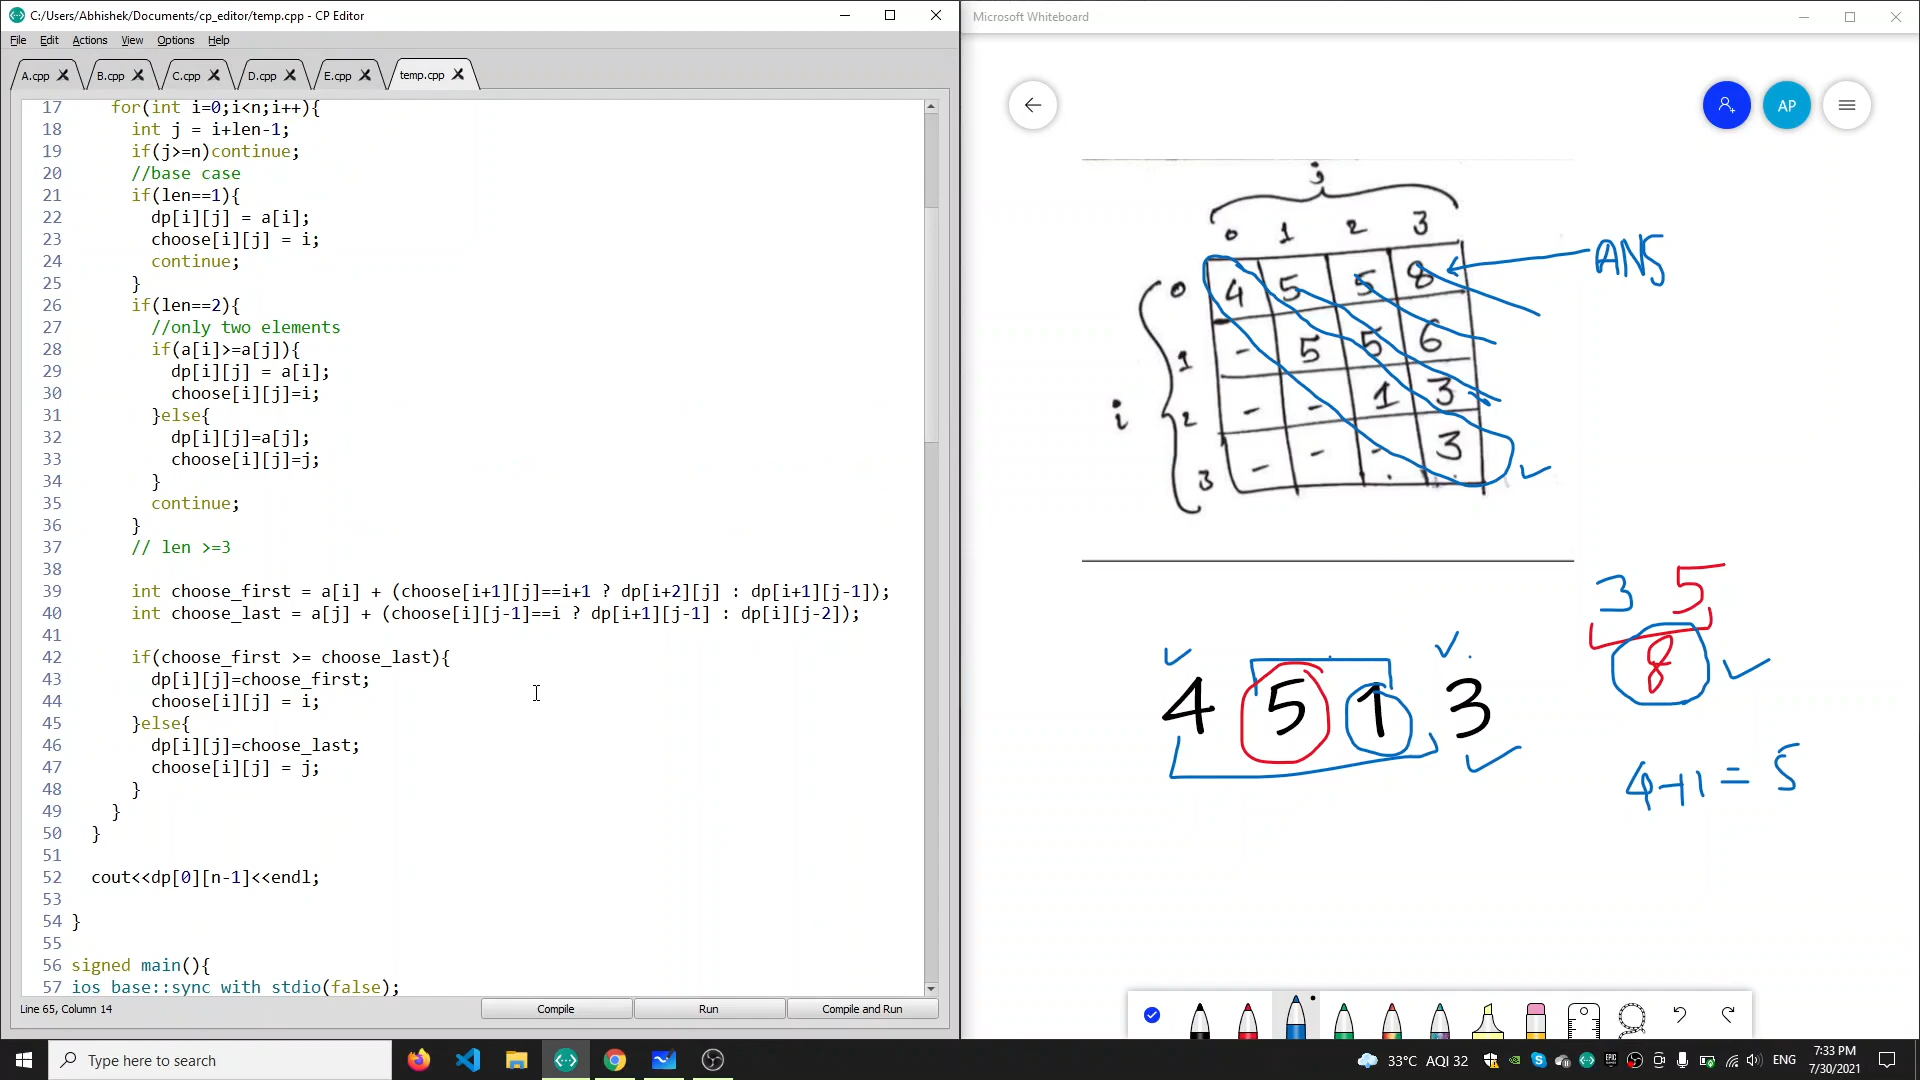 C:/Users/Abhishek/Documents/cp_editor/temp.cpp - CP Editor
File Edit Actions View Options Help
A.cpp B.cpp C.cpp D.cpp E.cpp temp.cpp
17 for(int i=0;i<n;i++){
18 int j = i+len-1;
19 if(j>=n)continue;
20 //base case
21 if(len==1){
22 dp[i][j] = a[i];
23 choose[i][j] = i;
24 continue;
25 }
26 if(len==2){
27 //only two elements
28 if(a[i]>=a[j]){
29 dp[i][j] = a[i];
30 choose[i][j]=i;
31 }else{
32 dp[i][j]=a[j];
33 choose[i][j]=j;
34 }
35 continue;
36 }
37 // len >=3
38
39 int choose_first = a[i] + (choose[i+1][j]==i+1 ? dp[i+2][j] : dp[i+1][j-1]);
40 int choose_last = a[j] + (choose[i][j-1]==i ? dp[i+1][j-1] : dp[i][j-2]);
41
42 if(choose_first >= choose_last){
43 dp[i][j]=choose_first;
44 choose[i][j] = i;
45 }else{
46 dp[i][j]=choose_last;
47 choose[i][j] = j;
48 }
49 }
50 }
51
52 cout<<dp[0][n-1]<<endl;
53
54 }
55
56 signed main(){
57 ios_base::sync_with_stdio(false);
Line 65, Column 14
Compile Run Compile and Run
Microsoft Whiteboard
AP
j
0 1 2 3
ANS
0 4 5 5 8
1 - 5 5 6
i
2 - - 1 3
3 - - - 3
3 5
8
4 5 1 3
4+1 = 5
Type here to search
33°C AQI 32
ENG
7:33 PM
7/30/2021